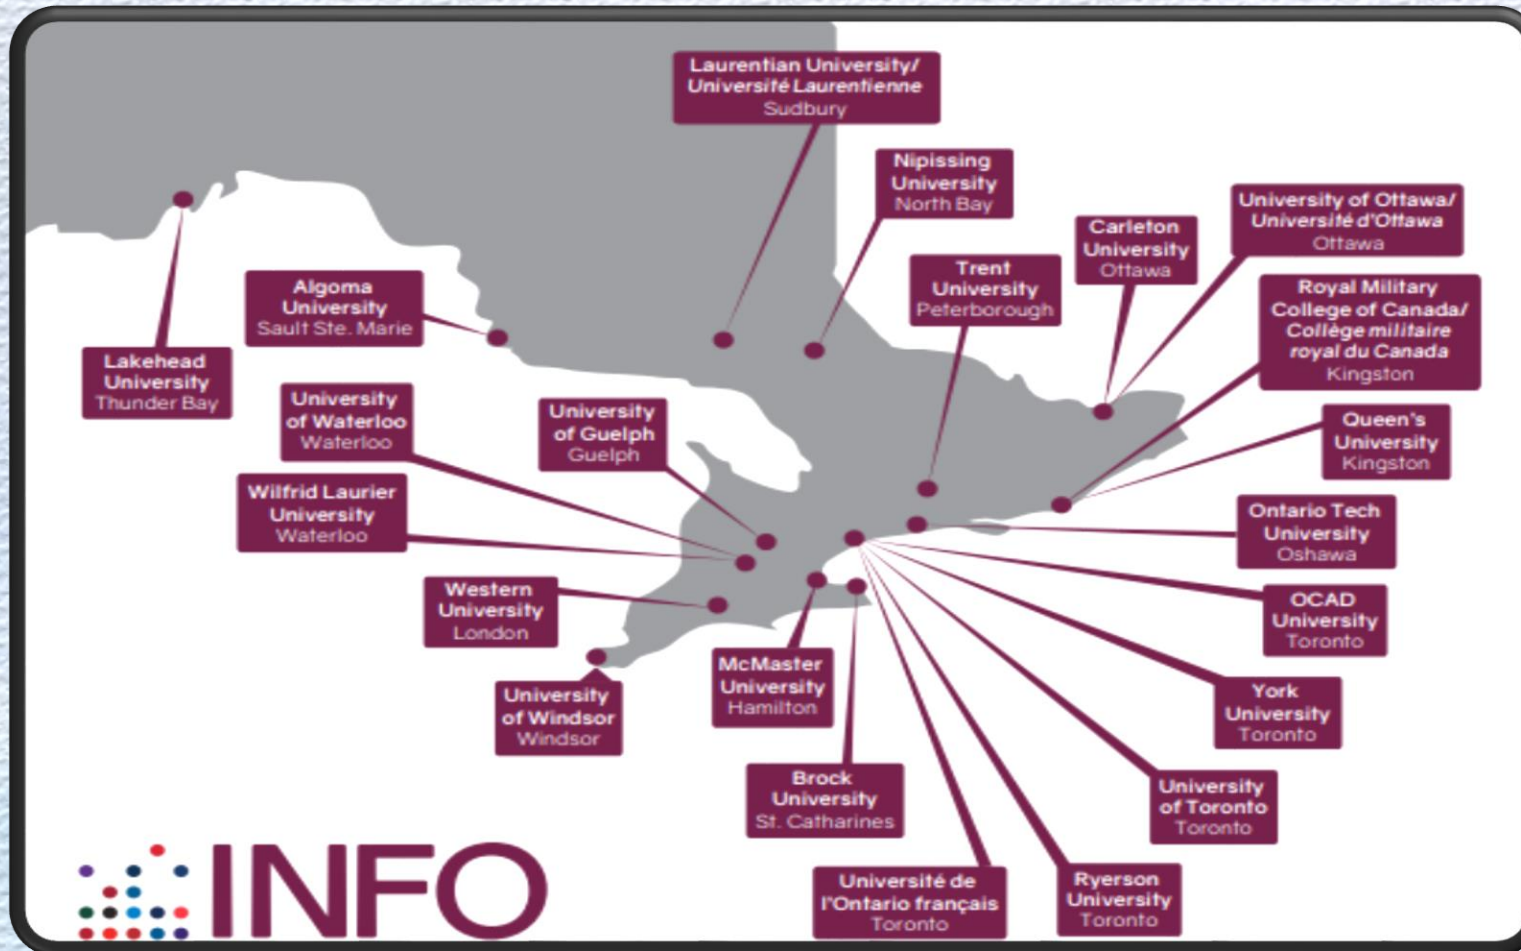 Laurentian University/
Université Laurentienne
Sudbury
Nipissing
University
North Bay
University of Ottawa/
Université d'Ottawa
Ottawa
Carleton
University
Ottawa
Trent
University
Peterborough
Royal Military
College of Canada/
Collège militaire
royal du Canada
Kingston
Algoma
University
Sault Ste. Marie
Lakehead
University
Thunder Bay
University
of Waterloo
Waterloo
University
of Guelph
Guelph
Queen's
University
Kingston
Wilfrid Laurier
University
Waterloo
Ontario Tech
University
Oshawa
Western
University
London
OCAD
University
Toronto
McMaster
University
Hamilton
University
of Windsor
Windsor
York
University
Toronto
Brock
University
St. Catharines
University
of Toronto
Toronto
Université de
l'Ontario français
Toronto
Ryerson
University
Toronto
INFO